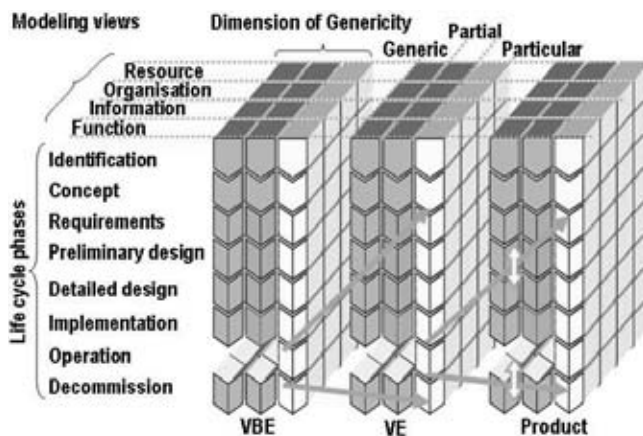 Modeling views
Dimension of Genericity
Partial
Generic
Particular
Resource
Organisation
Information
Function
Life cycle phases
Identification
Concept
Requirements
Preliminary design
Detailed design
Implementation
Operation
Decommission
VBE
VE
Product